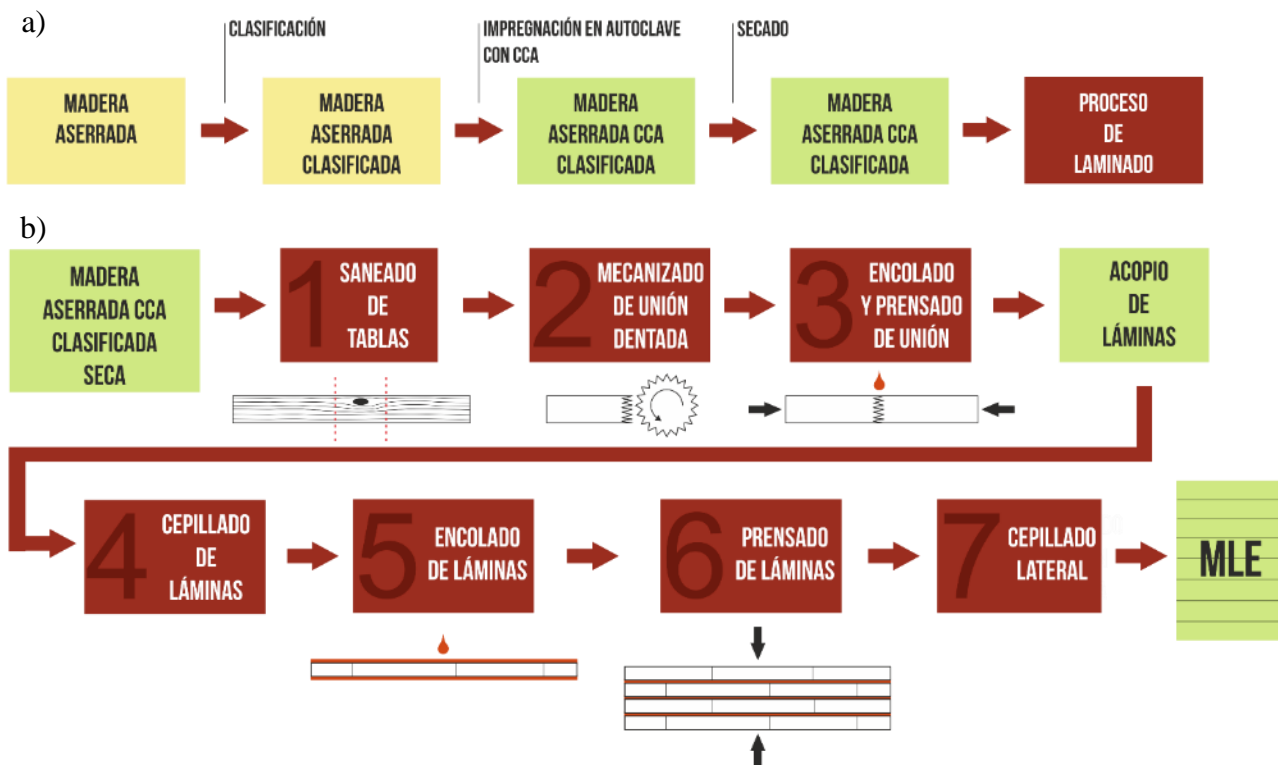 a)
CLASIFICACIÓN
IMPREGNACIÓN EN AUTOCLAVE
CON CCA
SECADO
MADERA
ASERRADA
MADERA
ASERRADA
CLASIFICADA
MADERA
ASERRADA CCA
CLASIFICADA
MADERA
ASERRADA CCA
CLASIFICADA
PROCESO
DE
LAMINADO
b)
MADERA
ASERRADA CCA
CLASIFICADA
SECA
1
SANEADO
DE
TABLAS
2
MECANIZADO
DE UNIÓN
DENTADA
3
ENCOLADO
Y PRENSADO
DE UNIÓN
ACOPIO
DE
LÁMINAS
4
CEPILLADO
DE
LÁMINAS
5
ENCOLADO
DE LÁMINAS
6
PRENSADO
DE LÁMINAS
7
CEPILLADO
LATERAL
MLE